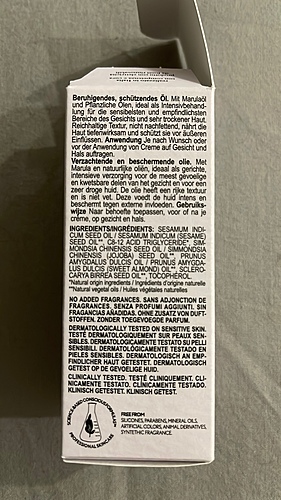 Beruhigendes, schützendes Öl. Mit Marulaöl
und Pflanzliche Ölen, ideal als Intensivbehand-
lung für die sensibelsten und empfindlichsten
Bereiche des Gesichts und sehr trockener Haut.
Reichhaltige Textur, nicht nachfettend, nährt die
Haut tiefenwirksam und schützt sie vor äußeren
Einflüssen. Anwendung Je nach Wunsch oder
vor der Anwendung von Creme auf Gesicht und
Hals auftragen.
Verzachtende en beschermende olie. Met
Marula en natuurlijke oliën, ideaal als gerichte,
intensieve verzorging voor de meest gevoelige
en kwetsbare delen van het gezicht en voor een
zeer droge huid. De olie heeft een rijke textuur
en is niet vet. Deze voedt de huid intens en
beschermt tegen externe invloeden. Gebruiks-
wijze Naar behoefte toepassen, voor of na je
crème, op gezicht en hals.
INGREDIENTS/INGRÉDIENTS: SESAMUM INDI-
CUM SEED OIL / SESAMUM INDICUM (SESAME)
SEED OIL**, C8-12 ACID TRIGLYCERIDE*, SIM-
MONDSIA CHINENSIS SEED OIL / SIMMONDSIA
CHINENSIS (JOJOBA) SEED OIL**, PRUNUS
AMYGDALUS DULCIS OIL / PRUNUS AMYGDA-
LUS DULCIS (SWEET ALMOND) OIL**, SCLERO-
CARYA BIRREA SEED OIL**, TOCOPHEROL.
*Natural origin ingredients / Ingrédients d'origine naturelle
**Natural vegetal oils / Huiles végétales naturelles
NO ADDED FRAGRANCES. SANS ADJONCTION DE
FRAGRANCES. SENZA PROFUMI AGGIUNTI. SIN
FRAGANCIAS AÑADIDAS. OHNE ZUSATZ VON DUFT-
STOFFEN. ZONDER TOEGEVOEGDE PARFUM.
DERMATOLOGICALLY TESTED ON SENSITIVE SKIN.
TESTÉ DERMATOLOGIQUEMENT SUR PEAUX SEN-
SIBLES. DERMATOLOGICAMENTE TESTATO SU PELLI
SENSIBILI. DERMATOLÓGICAMENTE TESTADO EN
PIELES SENSIBLES. DERMATOLOGISCH AN EMP-
FINDLICHER HAUT GETESTET. DERMATOLOGISCH
GETEST OP DE GEVOELIGE HUID.
CLINICALLY TESTED. TESTÉ CLINIQUEMENT. CLI-
NICAMENTE TESTATO. CLÍNICAMENTE TESTADO.
KLINISCH GETESTET. KLINISCH GETEST.
SCIENCE-BASED, CONSCIOUS FORMULAS
PROFESSIONAL SKINCARE
FREE FROM
SILICONES, PARABENS, MINERAL OILS,
ARTIFICIAL COLORS, ANIMAL DERIVATIVES,
SYNTHETIC FRAGRANCE.